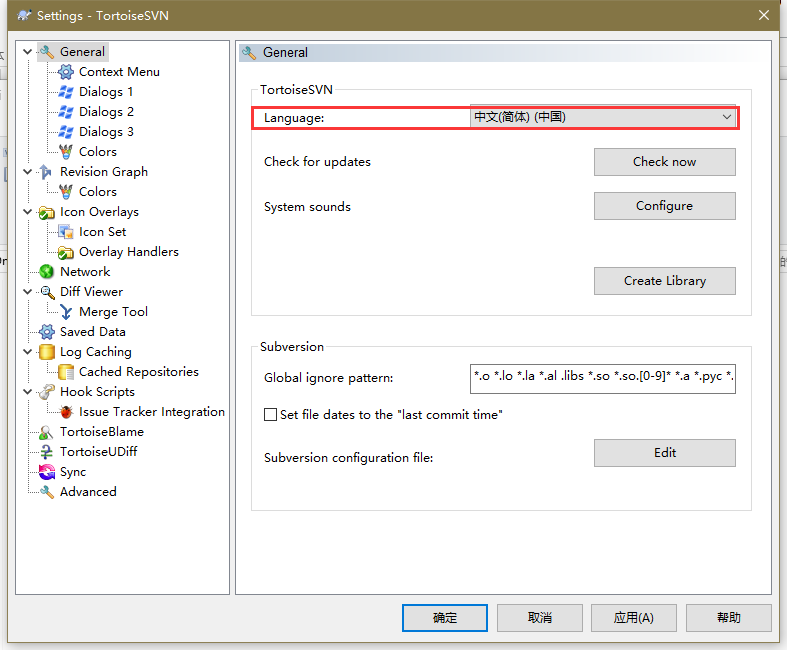 Settings - TortoiseSVN
General
Context Menu
Dialogs 1
Dialogs 2
Dialogs 3
Colors
Revision Graph
Colors
Icon Overlays
Icon Set
Overlay Handlers
Network
Diff Viewer
Merge Tool
Saved Data
Log Caching
Cached Repositories
Hook Scripts
Issue Tracker Integration
TortoiseBlame
TortoiseUDiff
Sync
Advanced
General
TortoiseSVN
Language: 中文(简体) (中国)
Check for updates Check now
System sounds Configure
Create Library
Subversion
Global ignore pattern: *.o *.lo *.la *.al .libs *.so *.so.[0-9]* *.a *.pyc *.
Set file dates to the "last commit time"
Subversion configuration file: Edit
确定 取消 应用(A) 帮助